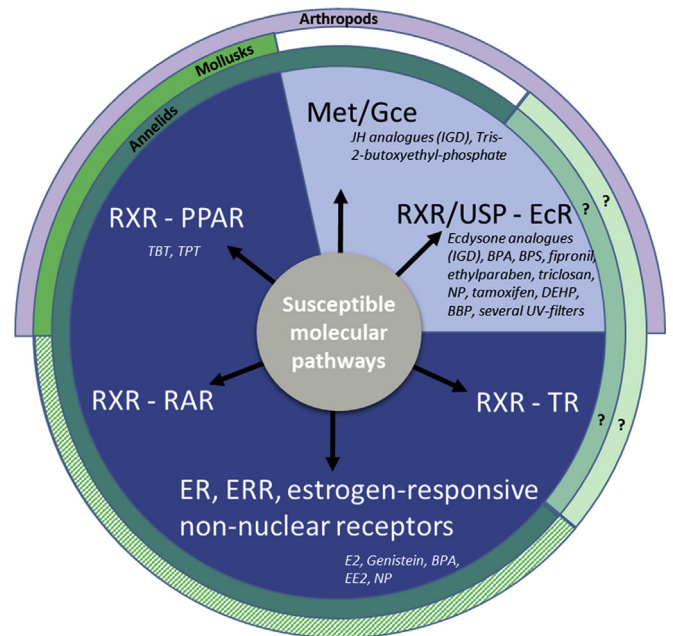 Arthropods
Mollusks
Annelids
Met/Gce
JH analogues (IGD), Tris-
2-butoxyethyl-phosphate
RXR - PPAR
TBT, TPT
RXR/USP - EcR
Ecdysone analogues
(IGD), BPA, BPS, fipronil,
ethylparaben, triclosan,
NP, tamoxifen, DEHP,
BBP, several UV-filters
? ?
Susceptible
molecular
pathways
RXR - RAR
RXR - TR
? ?
ER, ERR, estrogen-responsive
non-nuclear receptors
E2, Genistein, BPA,
EE2, NP